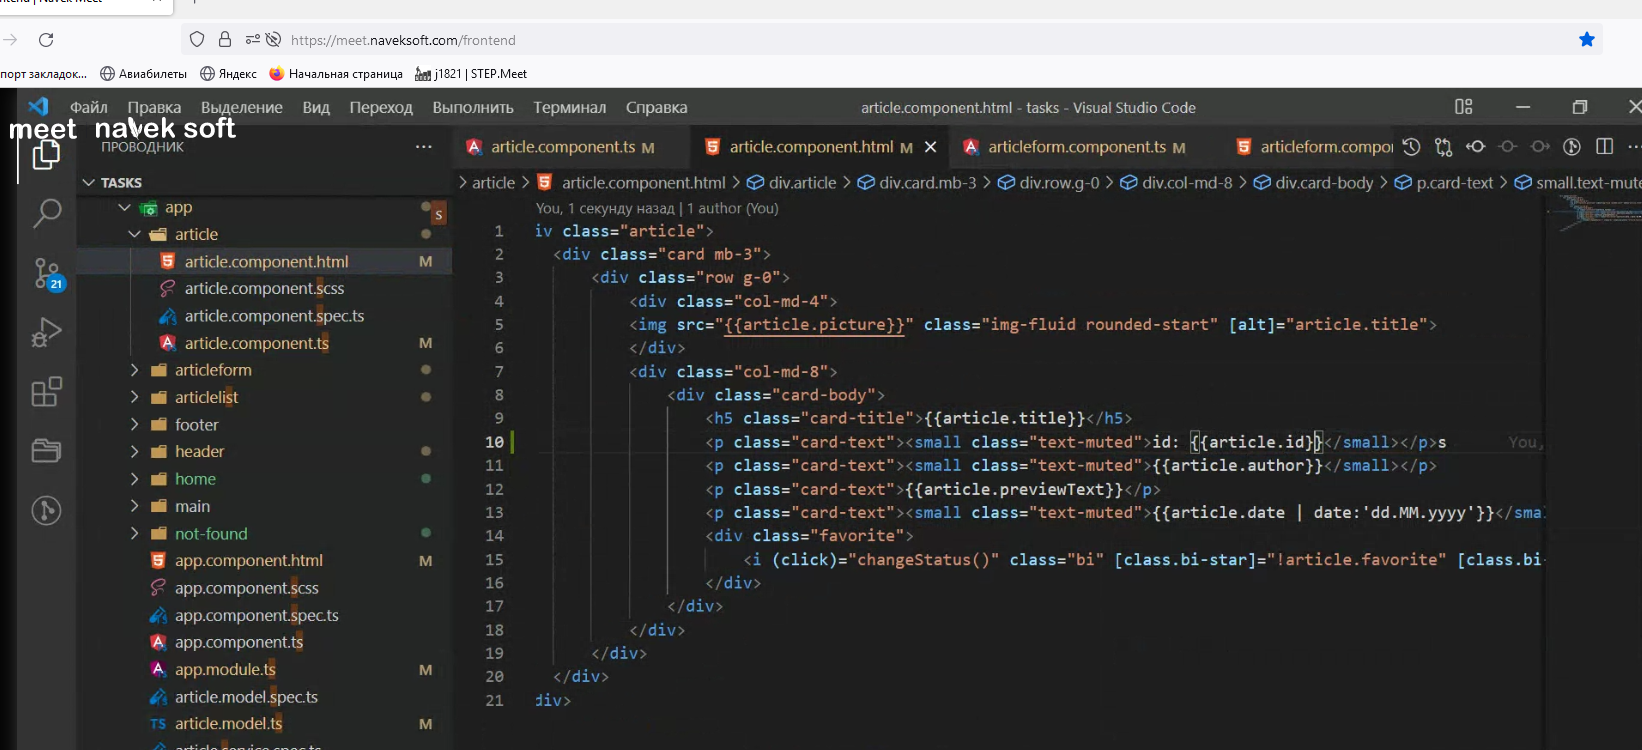 https://meet.naveksoft.com/frontend
порт закладок... Авиабилеты Яндекс Начальная страница j1821 | STEP.Meet
Файл Правка Выделение Вид Переход Выполнить Терминал Справка article.component.html - tasks - Visual Studio Code
meet navek soft
ПРОВОДНИК ...
article.component.ts M article.component.html M articleform.component.ts M articleform.compo
TASKS
> article > article.component.html > div.article > div.card.mb-3 > div.row.g-0 > div.col-md-8 > div.card-body > p.card-text > small.text-mute
app
S
article
article.component.html M
article.component.scss
article.component.spec.ts
article.component.ts M
articleform
articlelist
footer
header
home
main
not-found
app.component.html M
app.component.scss
app.component.spec.ts
app.component.ts
app.module.ts M
article.model.spec.ts
article.model.ts M
article.service.spec.ts
21
You, 1 секунду назад | 1 author (You)
1 iv class="article">
2 <div class="card mb-3">
3 <div class="row g-0">
4 <div class="col-md-4">
5 <img src="{{article.picture}}" class="img-fluid rounded-start" [alt]="article.title">
6 </div>
7 <div class="col-md-8">
8 <div class="card-body">
9 <h5 class="card-title">{{article.title}}</h5>
10 <p class="card-text"><small class="text-muted">id: {{article.id}}</small></p>s You,
11 <p class="card-text"><small class="text-muted">{{article.author}}</small></p>
12 <p class="card-text">{{article.previewText}}</p>
13 <p class="card-text"><small class="text-muted">{{article.date | date:'dd.MM.yyyy'}}</smal
14 <div class="favorite">
15 <i (click)="changeStatus()" class="bi" [class.bi-star]="!article.favorite" [class.bi-
16 </div>
17 </div>
18 </div>
19 </div>
20 </div>
21 div>